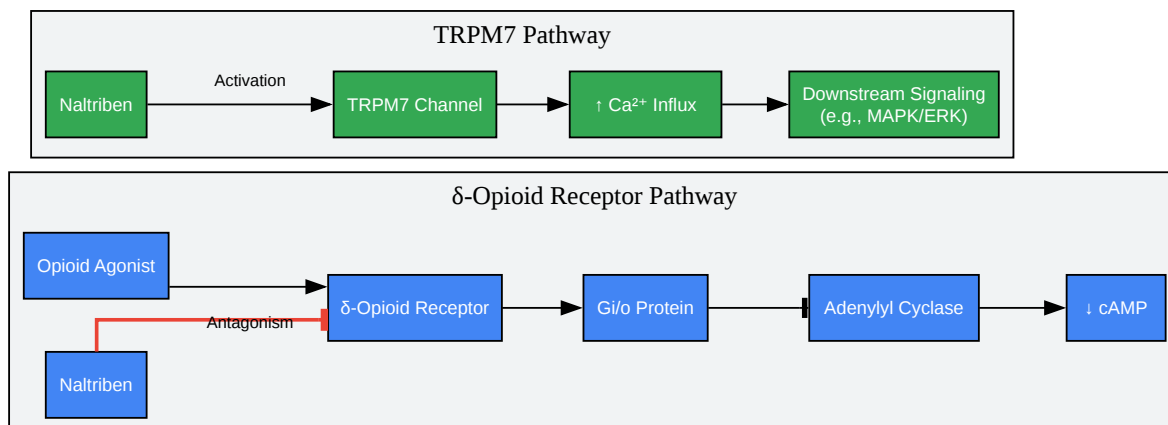 TRPM7 Pathway
Activation
Naltriben
TRPM7 Channel
↑ Ca²⁺ Influx
Downstream Signaling
(e.g., MAPK/ERK)
δ-Opioid Receptor Pathway
Opioid Agonist
Antagonism
δ-Opioid Receptor
Gi/o Protein
Adenylyl Cyclase
↓ cAMP
Naltriben